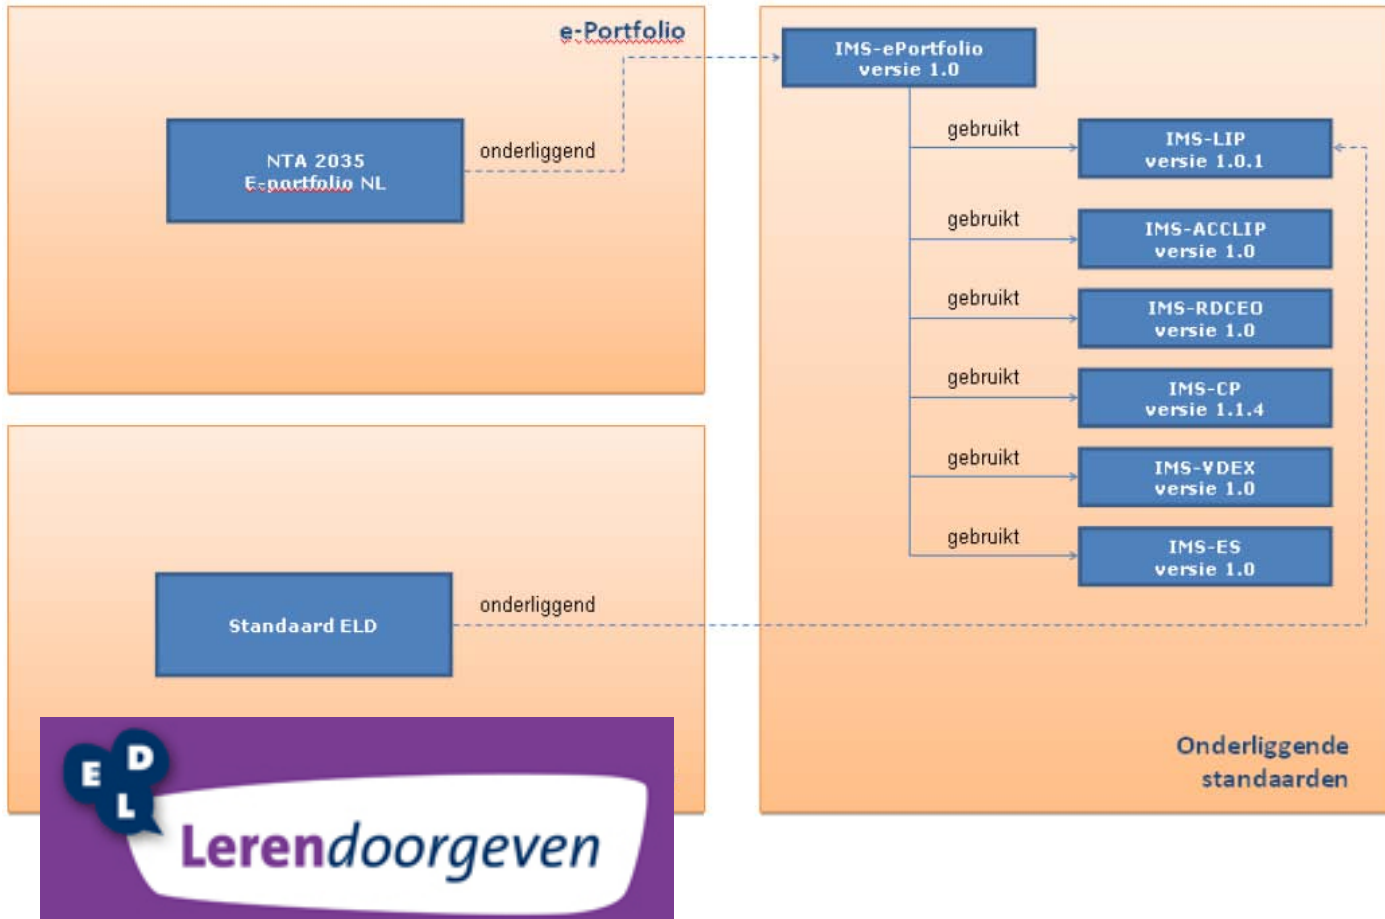 e-Portfolio
NTA 2035
E-portfolio NL
onderliggend
IMS-ePortfolio
versie 1.0
gebruikt
IMS-LIP
versie 1.0.1
gebruikt
IMS-ACCLIP
versie 1.0
gebruikt
IMS-RDCEO
versie 1.0
gebruikt
IMS-CP
versie 1.1.4
gebruikt
IMS-VDEX
versie 1.0
gebruikt
IMS-ES
versie 1.0
Standaard ELD
onderliggend
Onderliggende
standaarden
E D
L
Lerendoorgeven